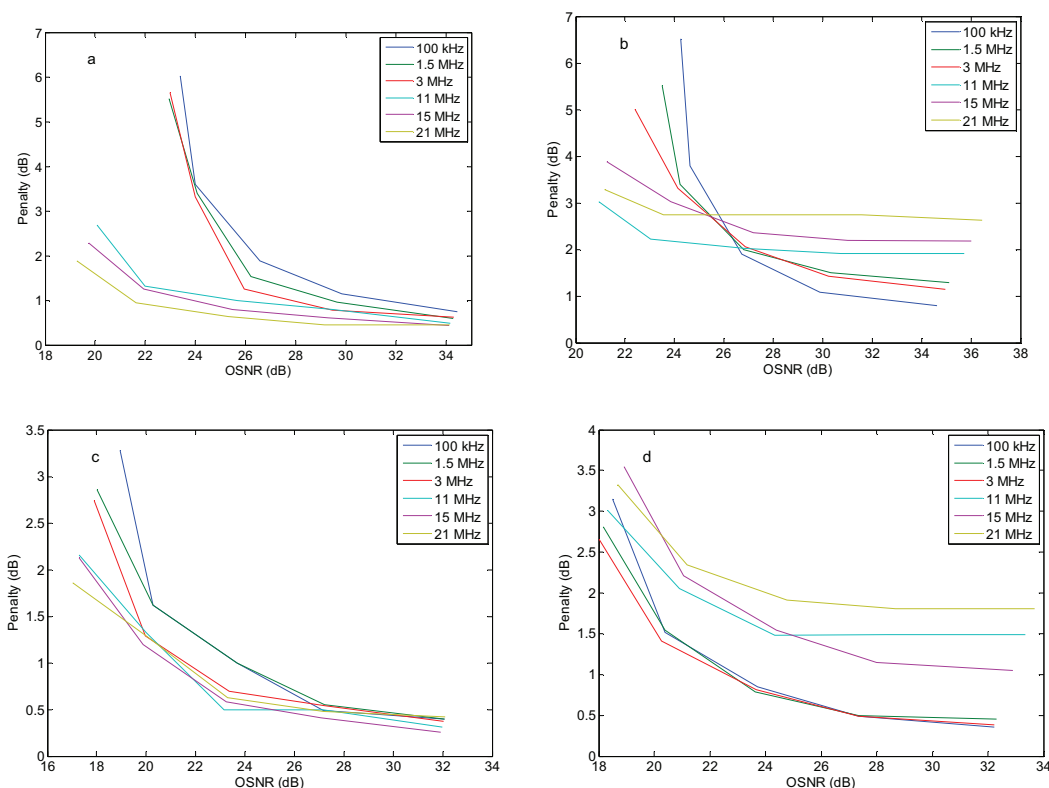 a
7
6
5
4
3
2
1
0
Penalty (dB)
18 20 22 24 26 28 30 32 34
OSNR (dB)
100 kHz
1.5 MHz
3 MHz
11 MHz
15 MHz
21 MHz
b
7
6
5
4
3
2
1
0
Penalty (dB)
20 22 24 26 28 30 32 34 36 38
OSNR (dB)
100 kHz
1.5 MHz
3 MHz
11 MHz
15 MHz
21 MHz
c
3.5
3
2.5
2
1.5
1
0.5
0
Penalty (dB)
16 18 20 22 24 26 28 30 32 34
OSNR (dB)
100 kHz
1.5 MHz
3 MHz
11 MHz
15 MHz
21 MHz
d
4
3.5
3
2.5
2
1.5
1
0.5
0
Penalty (dB)
18 20 22 24 26 28 30 32 34
OSNR (dB)
100 kHz
1.5 MHz
3 MHz
11 MHz
15 MHz
21 MHz